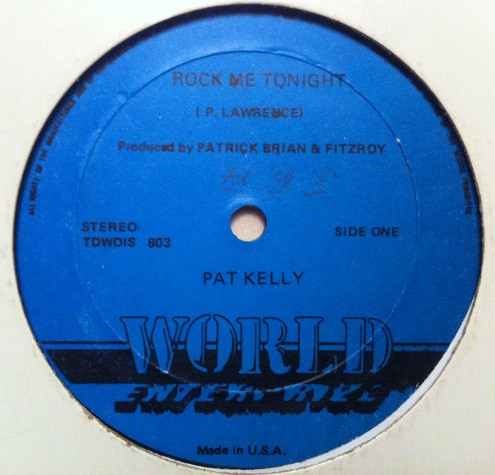 ROCK ME TONIGHT
( P. LAWRENCE)
Produced by PATRICK BRIAN & FITZROY
STEREO
TDWDIS 803
SIDE ONE
PAT KELLY
WORLD
ENTERPRIZE
Made in U.S.A.